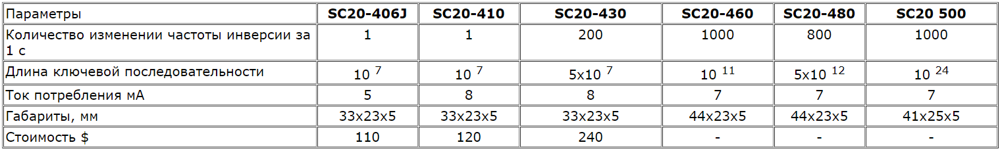 Параметры SC20-406J SC20-410 SC20-430 SC20-460 SC20-480 SC20 500
Количество изменении частоты инверсии за 1 1 200 1000 800 1000
1 с
Длина ключевой последовательности 10 7 10 7 5x10 7 10 11 5x10 12 10 24
Ток потребления мА 5 8 8 7 7 7
Габариты, мм 33x23x5 33x23x5 33x23x5 44x23x5 44x23x5 41x25x5
Стоимость $ 110 120 240 - - -